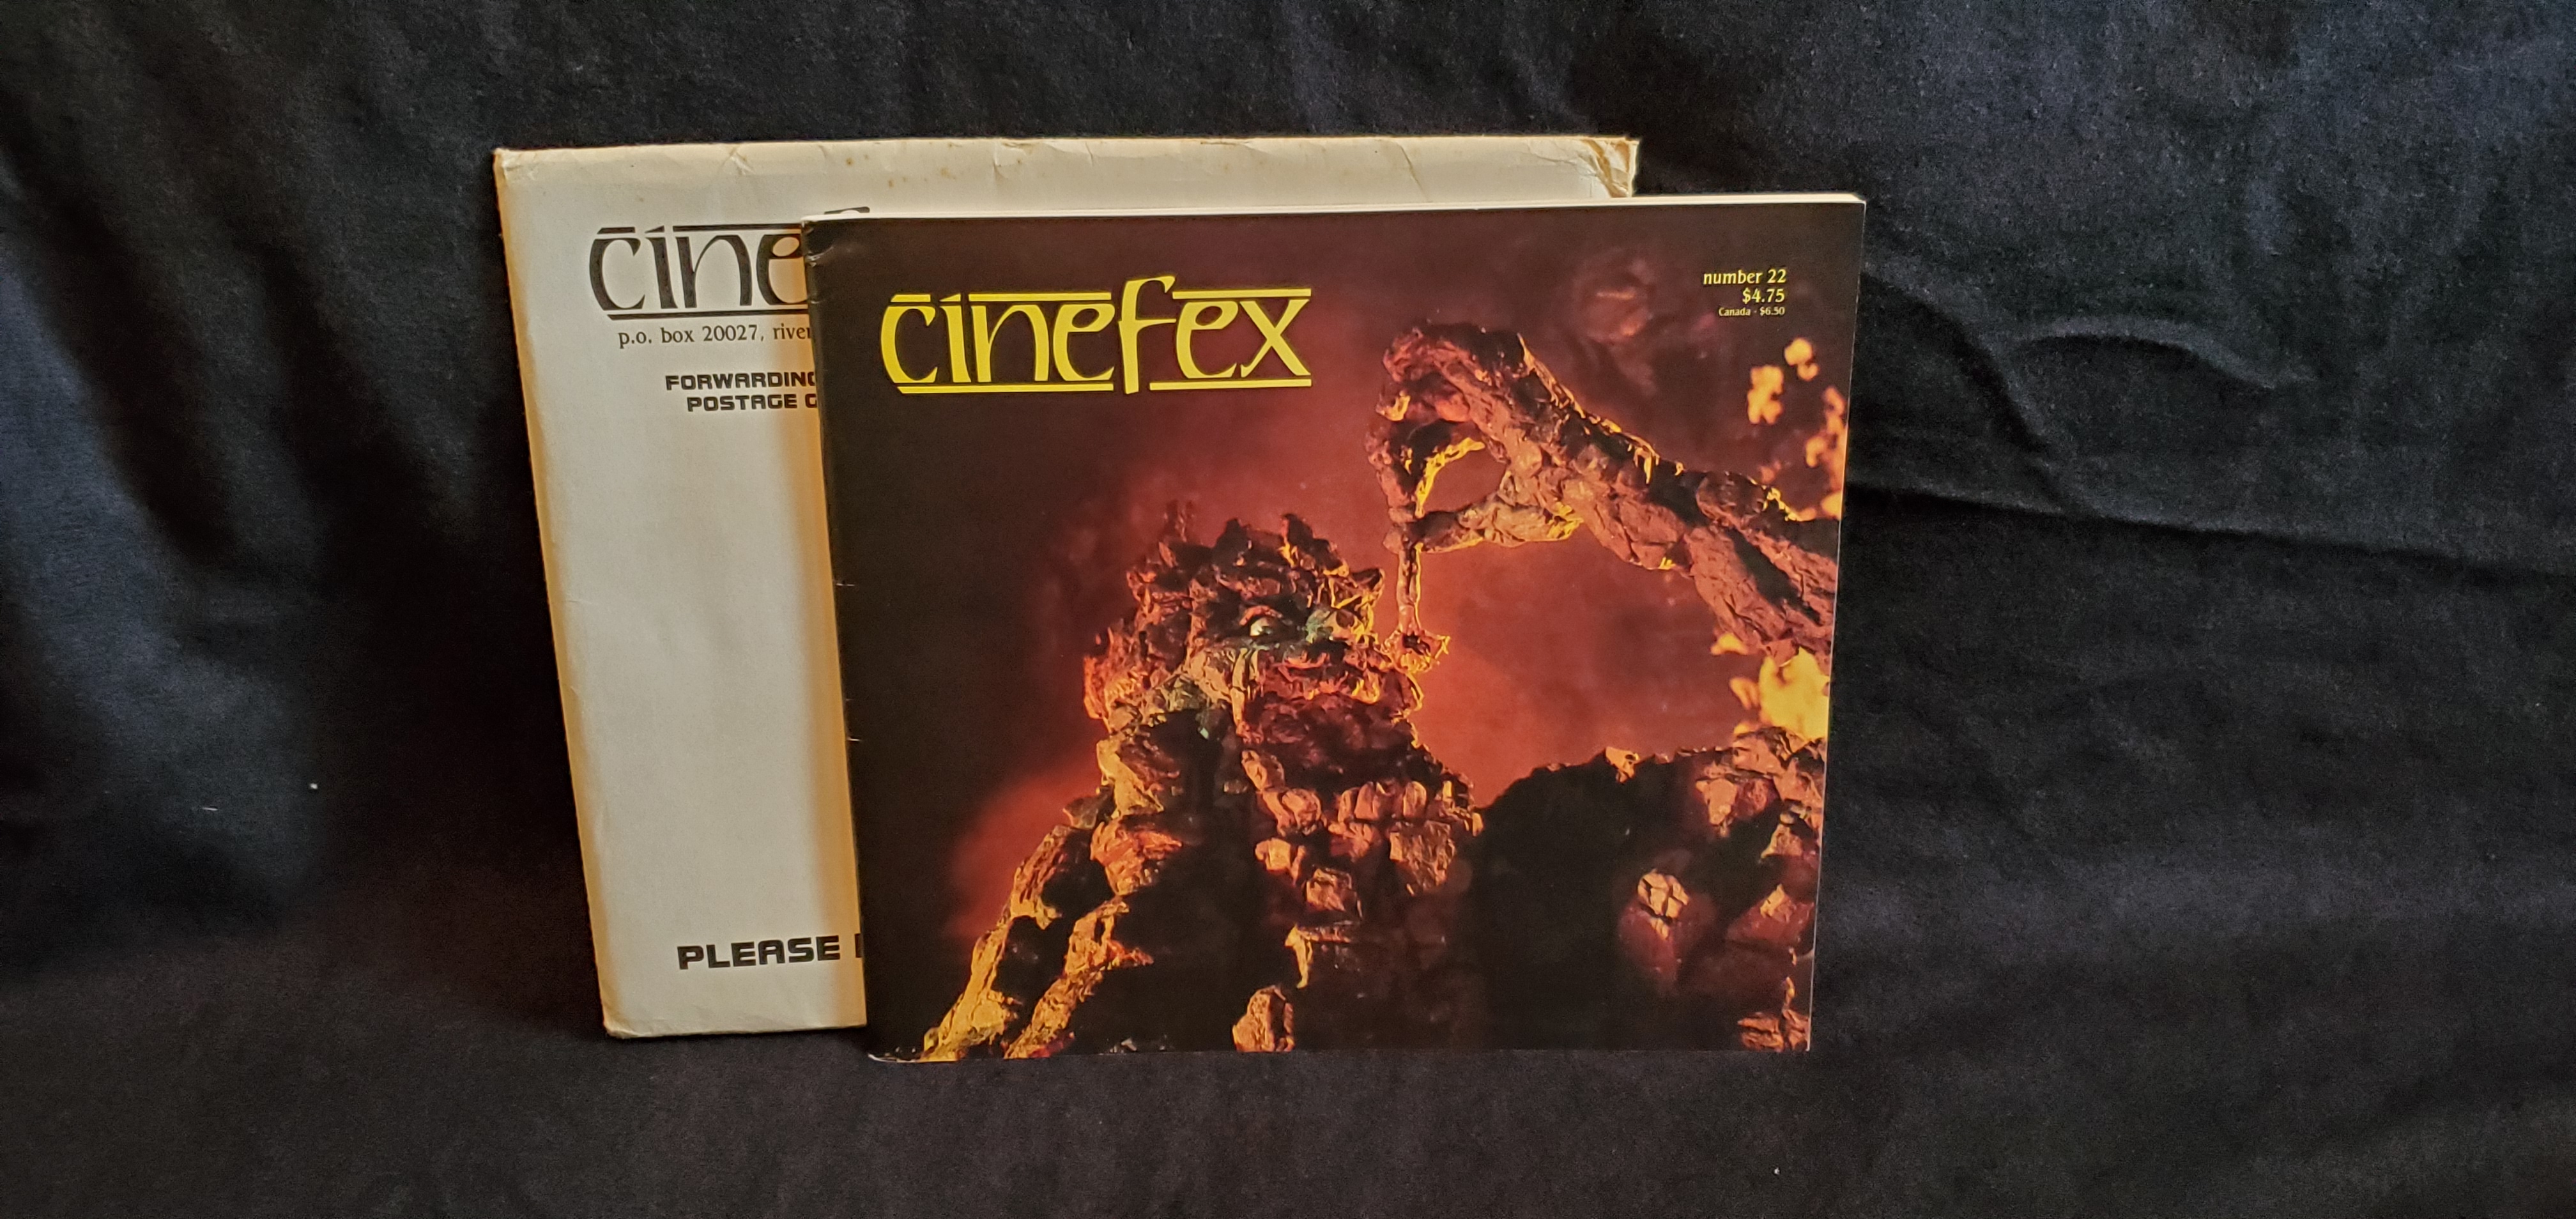 cinef
p.o. box 20027, river
FORWARDING
POSTAGE G
PLEASE
cinefex
number 22
$4.75
Canada - $6.50